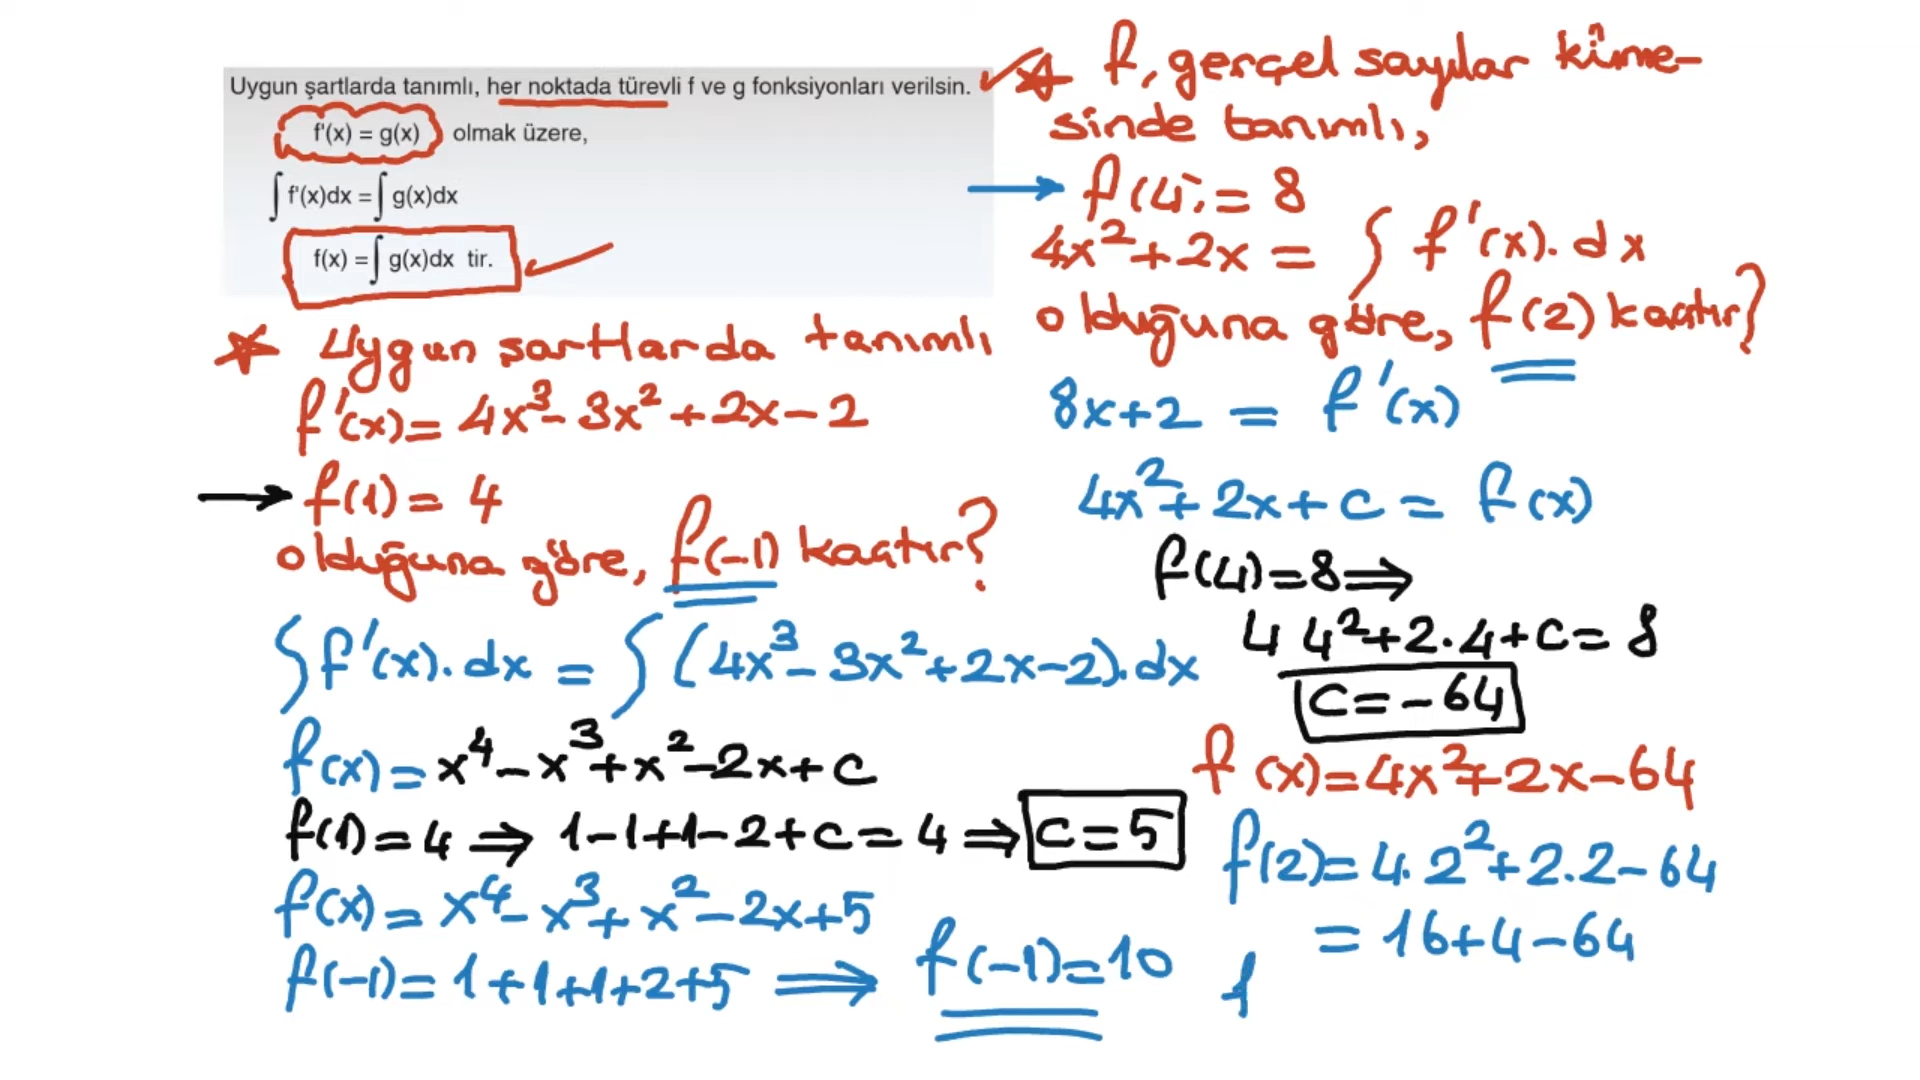 Uygun şartlarda tanımlı, her noktada türevli f ve g fonksiyonları verilsin.
f'(x) = g(x) olmak üzere,
∫ f'(x)dx = ∫ g(x)dx
f(x) = ∫ g(x)dx tir.
Uygun şartlarda tanımlı
f'(x) = 4x³ - 3x² + 2x - 2
→ f(1) = 4
olduğuna göre, f(-1) kaçtır?
∫ f'(x). dx = ∫ (4x³ - 3x² + 2x - 2). dx
f(x) = x⁴ - x³ + x² - 2x + c
f(1) = 4 ⇒ 1 - 1 + 1 - 2 + c = 4 ⇒ c = 5
f(x) = x⁴ - x³ + x² - 2x + 5
f(-1) = 1 + 1 + 1 + 2 + 5 ⟹ f(-1) = 10
f, gerçel sayılar küme-
sinde tanımlı,
→ f(4) = 8
4x² + 2x = ∫ f'(x). dx
olduğuna göre, f(2) kaçtır?
8x + 2 = f'(x)
4x² + 2x + c = f(x)
f(4) = 8 ⇒
4 4² + 2.4 + c = 8
c = -64
f(x) = 4x² + 2x - 64
f(2) = 4.2² + 2.2 - 64
= 16 + 4 - 64